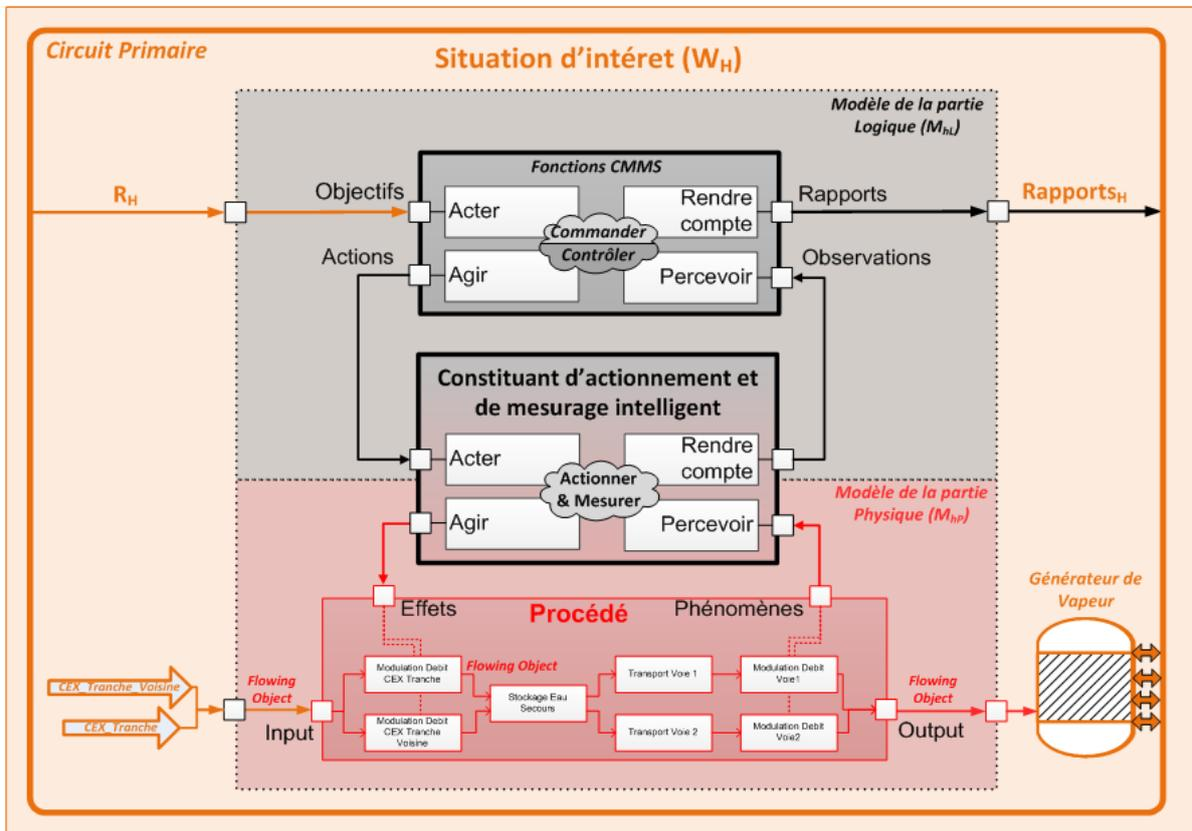 Circuit Primaire
Situation d'intéret (WH)
Modèle de la partie
Logique (MhL)
Fonctions CMMS
RH
Objectifs
Acter
Rendre
compte
Rapports
RapportsH
Commander
Contrôler
Actions
Agir
Percevoir
Observations
Constituant d'actionnement et
de mesurage intelligent
Acter
Rendre
compte
Actionner
& Mesurer
Agir
Percevoir
Modèle de la partie
Physique (MhP)
Effets
Procédé
Phénomènes
Générateur de
Vapeur
CEX_Tranche_Voisine
CEX_Tranche
Flowing
Object
Input
Modulation Debit
CEX Tranche
Flowing Object
Stockage Eau
Secours
Transport Voie 1
Modulation Debit
Voie1
Modulation Debit
CEX Tranche
Voisine
Transport Voie 2
Modulation Debit
Voie2
Flowing
Object
Output